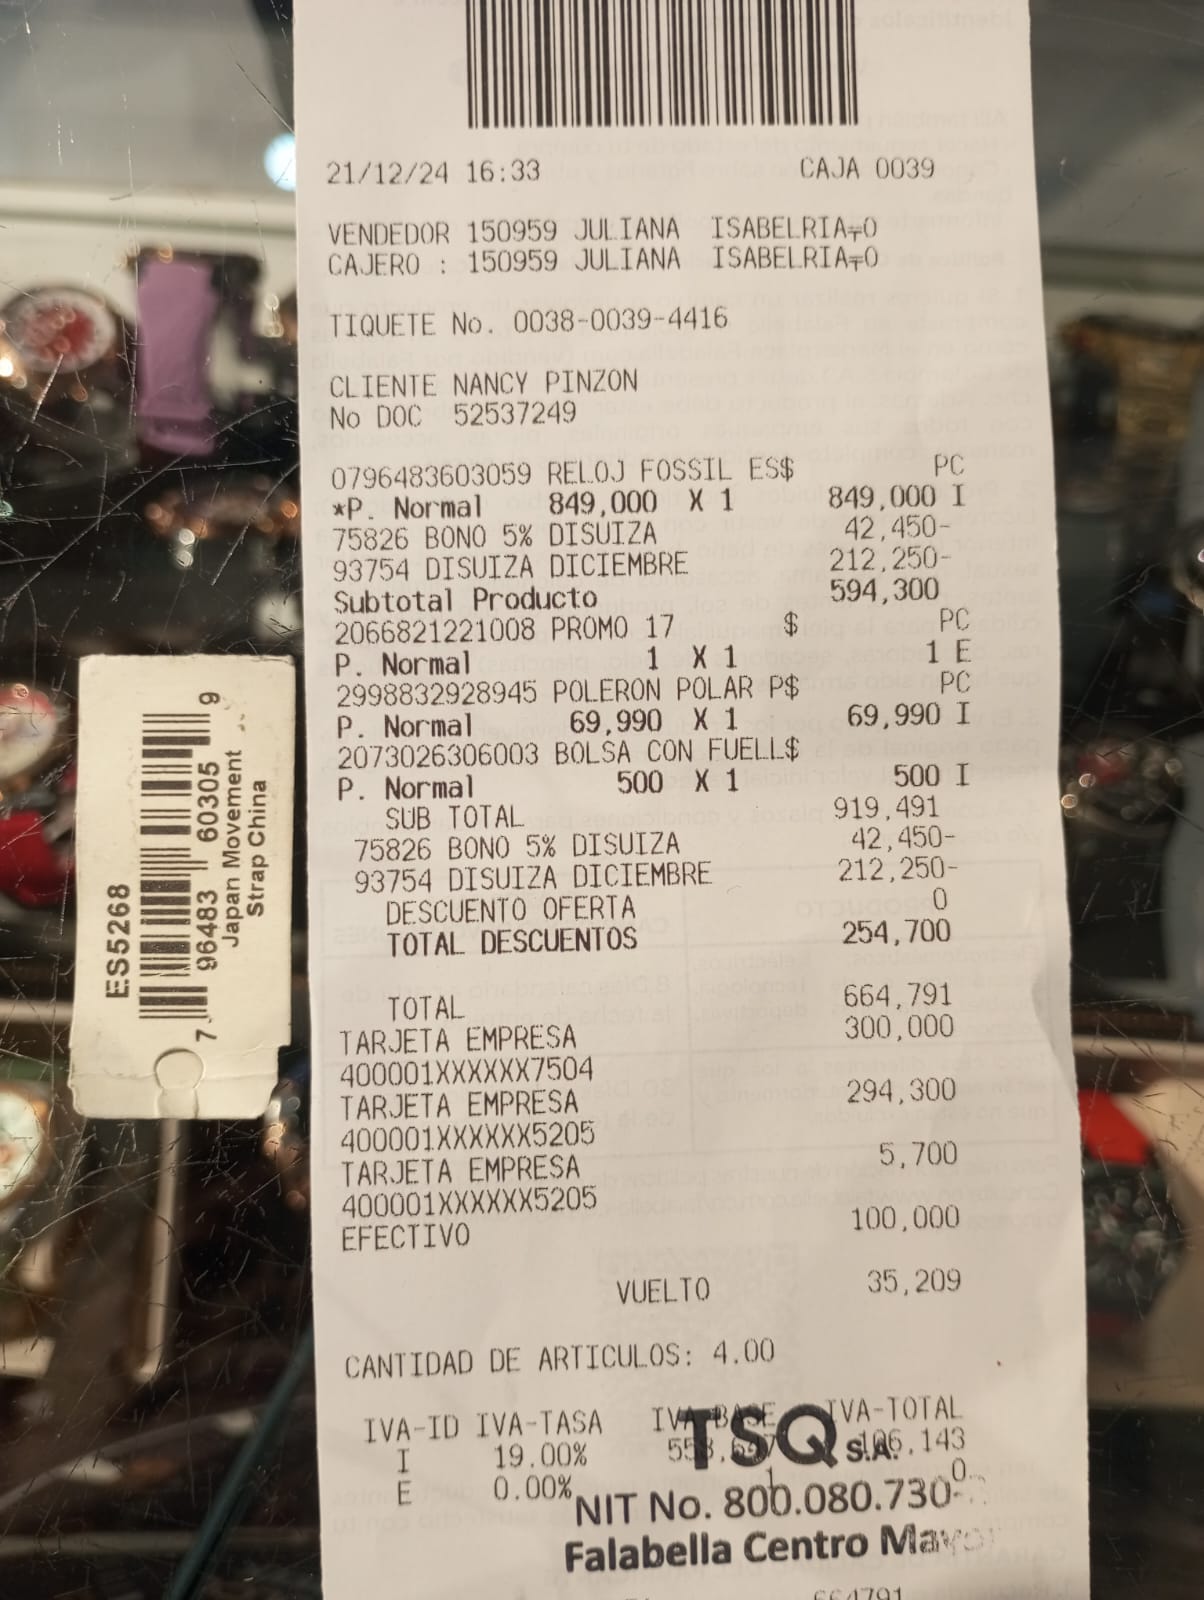 21/12/24 16:33 CAJA 0039
VENDEDOR 150959 JULIANA ISABELRIA╤O
CAJERO : 150959 JULIANA ISABELRIA╤O
TIQUETE No. 0038-0039-4416
CLIENTE NANCY PINZON
No DOC 52537249
0796483603059 RELOJ FOSSIL ES$ PC
*P. Normal 849,000 X 1 849,000 I
75826 BONO 5% DISUIZA 42,450-
93754 DISUIZA DICIEMBRE 212,250-
Subtotal Producto 594,300
2066821221008 PROMO 17 $ PC
P. Normal 1 X 1 1 E
2998832928945 POLERON POLAR P$ PC
P. Normal 69,990 X 1 69,990 I
2073026306003 BOLSA CON FUELL$
P. Normal 500 X 1 500 I
SUB TOTAL 919,491
75826 BONO 5% DISUIZA 42,450-
93754 DISUIZA DICIEMBRE 212,250-
DESCUENTO OFERTA 0
TOTAL DESCUENTOS 254,700
TOTAL 664,791
TARJETA EMPRESA 300,000
400001XXXXXX7504
TARJETA EMPRESA 294,300
400001XXXXXX5205
TARJETA EMPRESA 5,700
400001XXXXXX5205
EFECTIVO 100,000
VUELTO 35,209
CANTIDAD DE ARTICULOS: 4.00
IVA-ID IVA-TASA IVA-BASE IVA-TOTAL
I 19.00% 106,143
E 0.00% 1 0
TSQ S.A.
NIT No. 800.080.730-
Falabella Centro Mayor
664791
ES5268
7 96483 60305 9
Japan Movement
Strap China